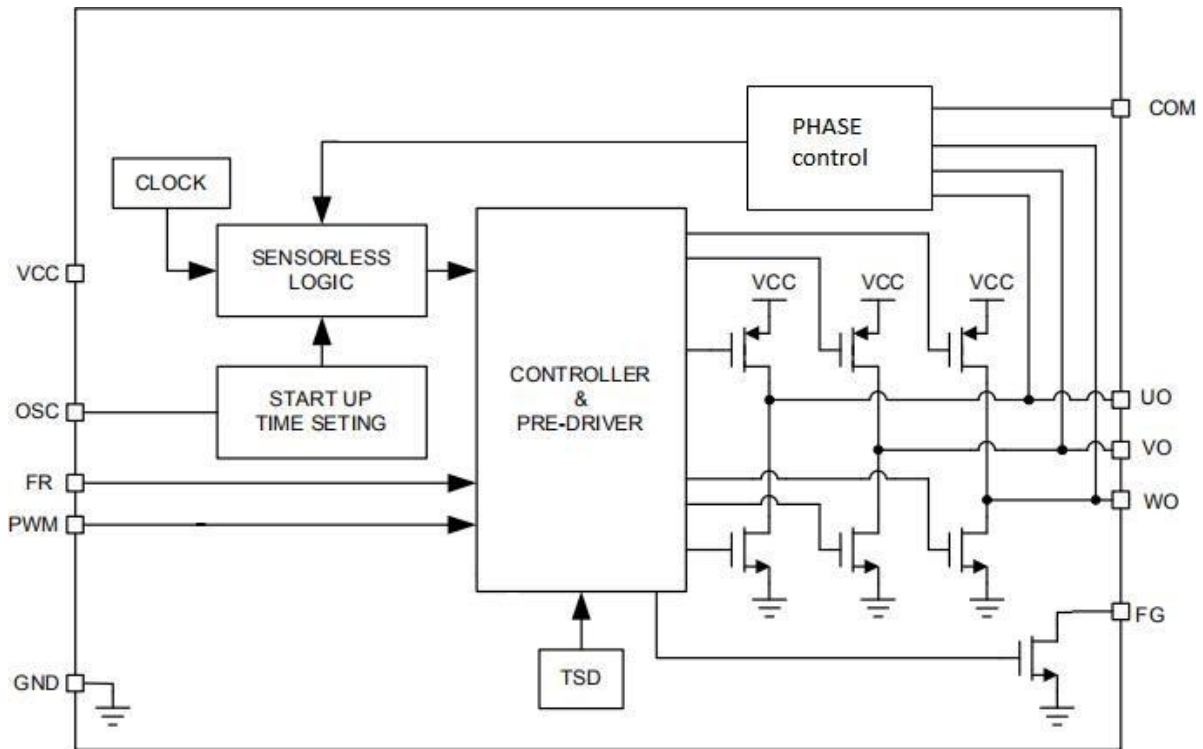 COM
PHASE
control
CLOCK
SENSORLESS
LOGIC
VCC
VCC
VCC
VCC
START UP
TIME SETING
OSC
CONTROLLER
&
PRE-DRIVER
UO
VO
WO
FR
PWM
FG
TSD
GND